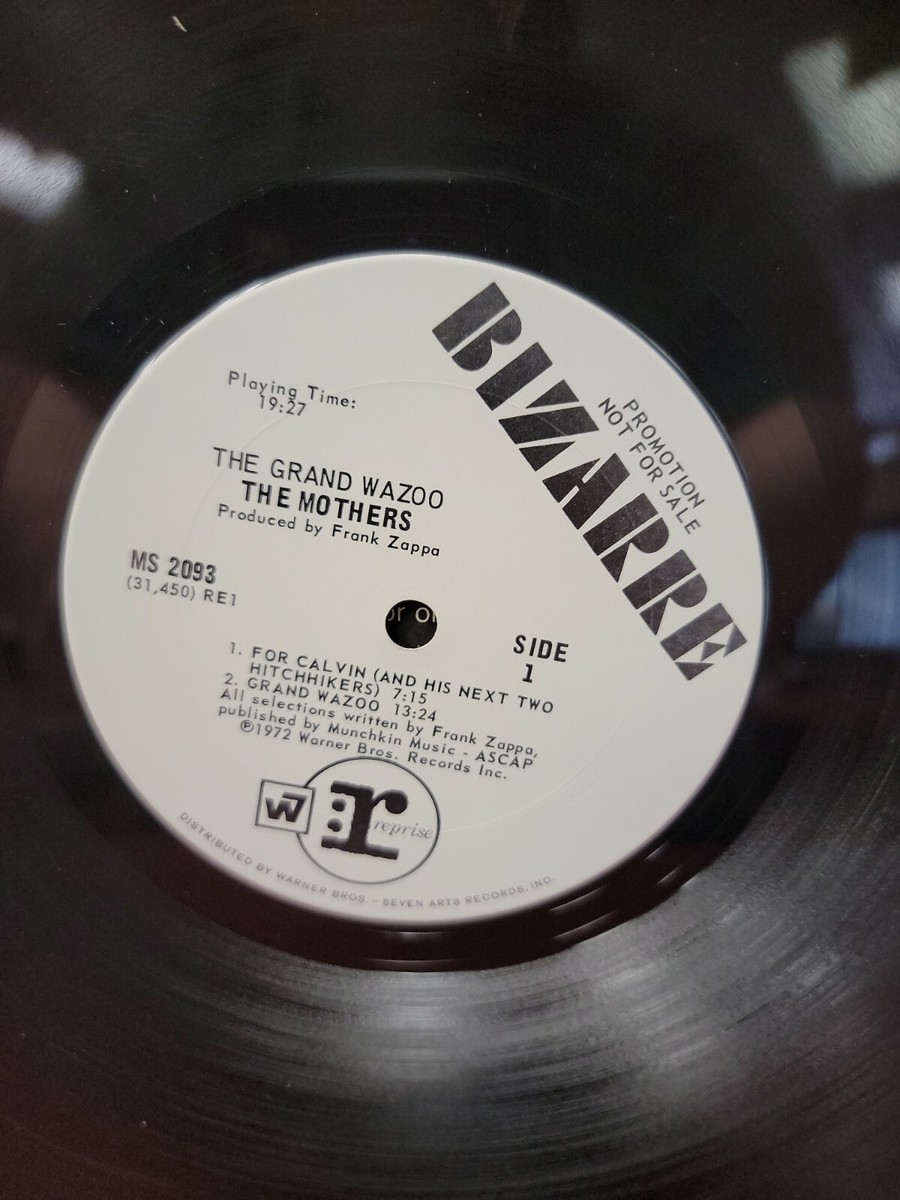 BIZARRE
PROMOTION
NOT FOR SALE
Playing Time:
19:27
THE GRAND WAZOO
THE MOTHERS
Produced by Frank Zappa
MS 2093
(31,450) RE1
SIDE
1
1. FOR CALVIN (AND HIS NEXT TWO
HITCHHIKERS) 7:15
2. GRAND WAZOO 13:24
All selections written by Frank Zappa,
published by Munchkin Music - ASCAP
Ⓟ1972 Warner Bros. Records Inc.
W7
r
reprise
DISTRIBUTED BY WARNER BROS. – SEVEN ARTS RECORDS, INC.